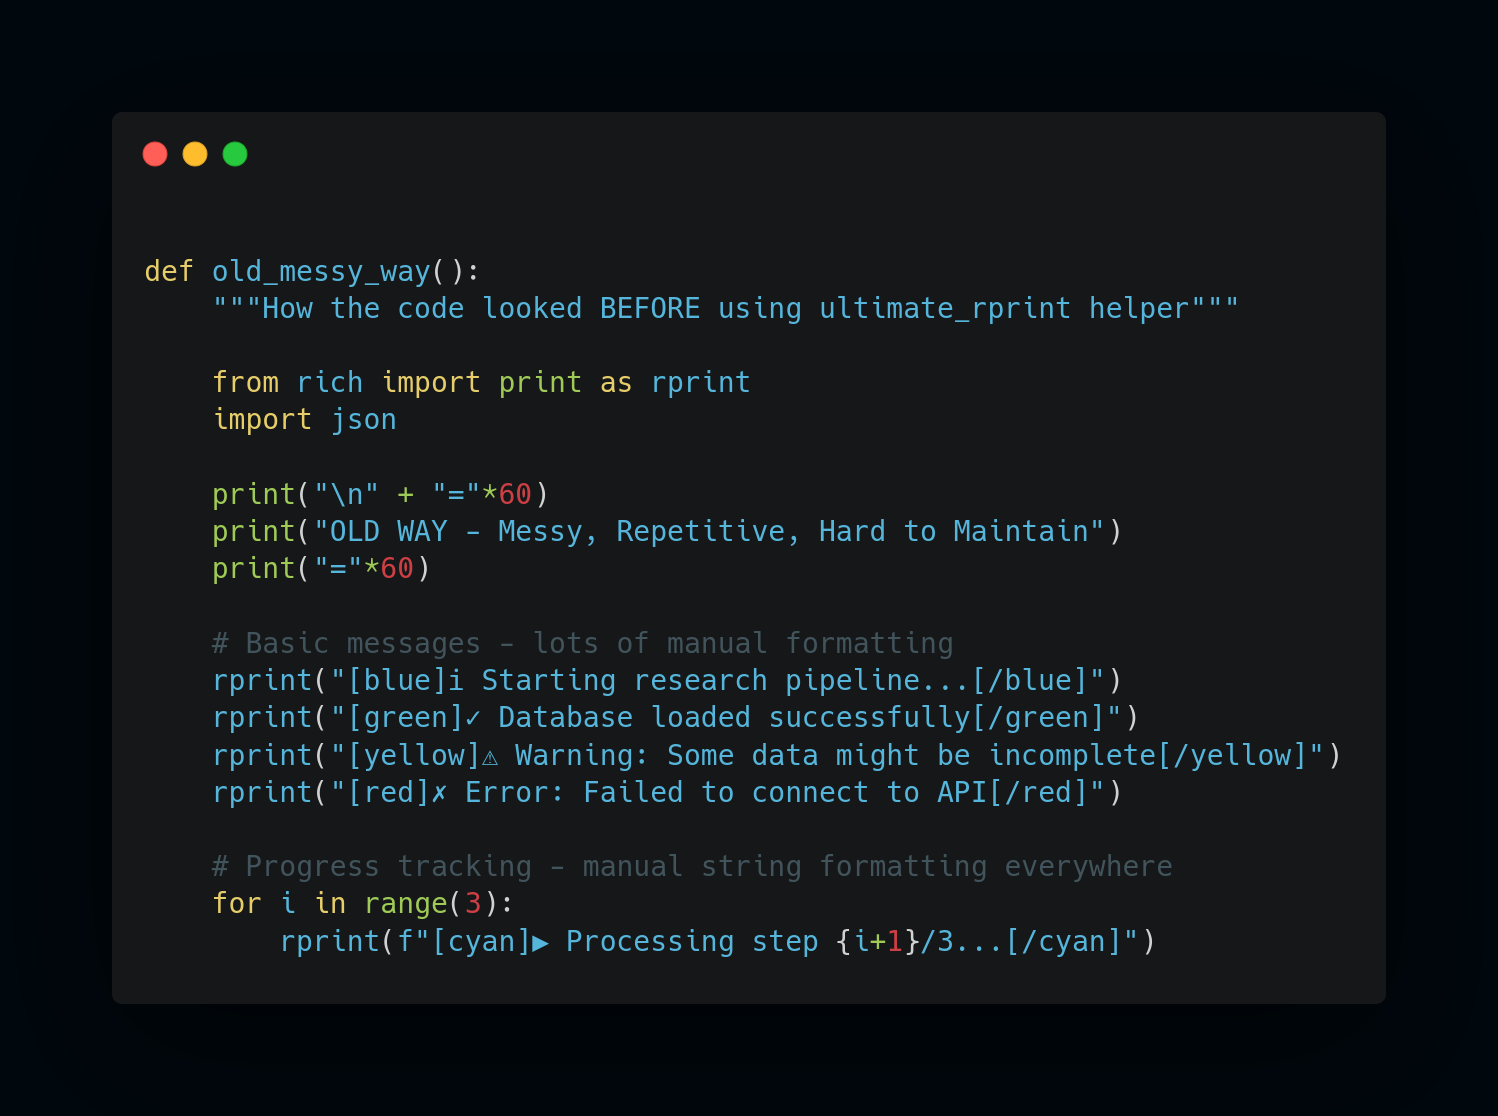 def old_messy_way():
    """How the code looked BEFORE using ultimate_rprint helper"""
    from rich import print as rprint
    import json
    print("\n" + "="*60)
    print("OLD WAY - Messy, Repetitive, Hard to Maintain")
    print("="*60)
    # Basic messages - lots of manual formatting
    rprint("[blue]i Starting research pipeline...[/blue]")
    rprint("[green]✓ Database loaded successfully[/green]")
    rprint("[yellow]⚠ Warning: Some data might be incomplete[/yellow]")
    rprint("[red]✗ Error: Failed to connect to API[/red]")
    # Progress tracking - manual string formatting everywhere
    for i in range(3):
        rprint(f"[cyan]▶ Processing step {i+1}/3...[/cyan]")